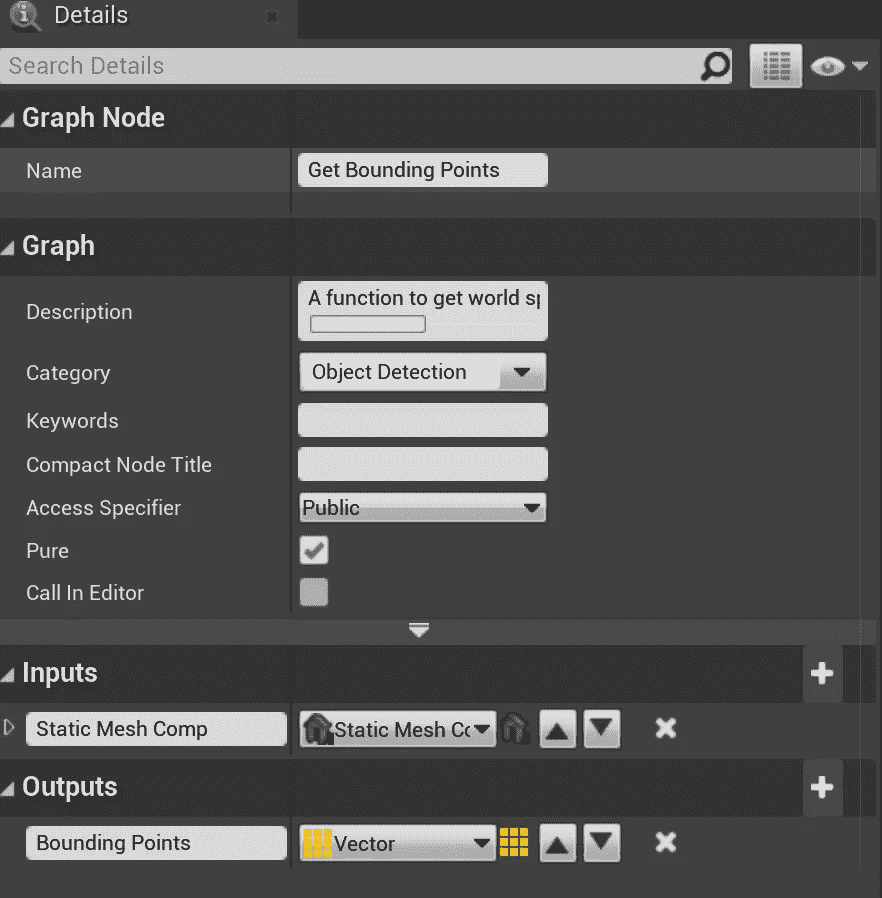 Details
Search Details
Graph Node
Name Get Bounding Points
Graph
Description A function to get world
Category Object Detection
Keywords
Compact Node Title
Access Specifier Public
Pure
Call In Editor
Inputs
Static Mesh Comp Static Mesh
Outputs
Bounding Points Vector